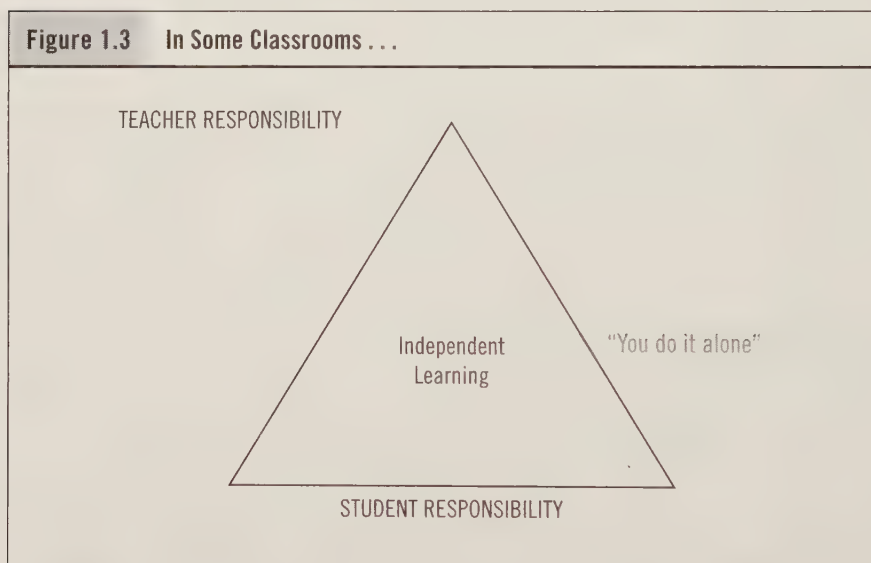 Figure 1.3 In Some Classrooms . . .
TEACHER RESPONSIBILITY
Independent
Learning
"You do it alone"
STUDENT RESPONSIBILITY